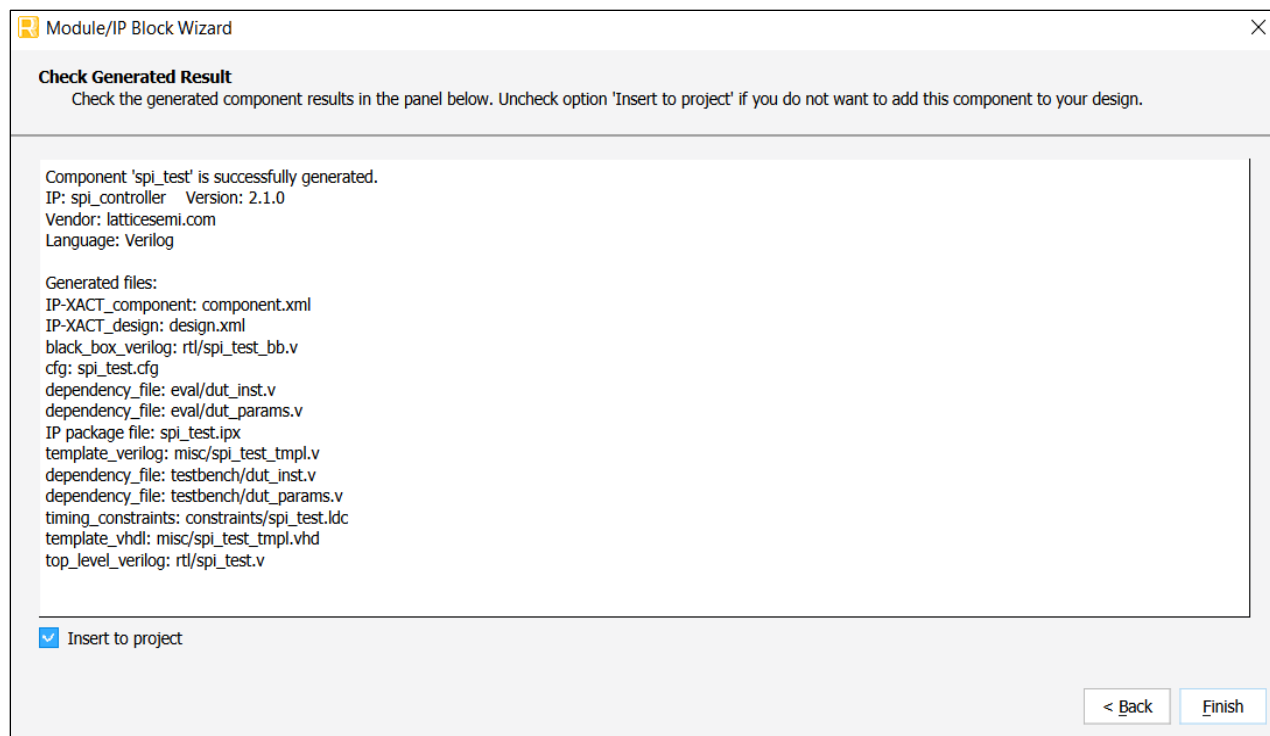 Module/IP Block Wizard
Check Generated Result
Check the generated component results in the panel below. Uncheck option 'Insert to project' if you do not want to add this component to your design.
Component 'spi_test' is successfully generated.
IP: spi_controller    Version: 2.1.0
Vendor: latticesemi.com
Language: Verilog
Generated files:
IP-XACT_component: component.xml
IP-XACT_design: design.xml
black_box_verilog: rtl/spi_test_bb.v
cfg: spi_test.cfg
dependency_file: eval/dut_inst.v
dependency_file: eval/dut_params.v
IP package file: spi_test.ipx
template_verilog: misc/spi_test_tmpl.v
dependency_file: testbench/dut_inst.v
dependency_file: testbench/dut_params.v
timing_constraints: constraints/spi_test.ldc
template_vhdl: misc/spi_test_tmpl.vhd
top_level_verilog: rtl/spi_test.v
Insert to project
< Back Finish